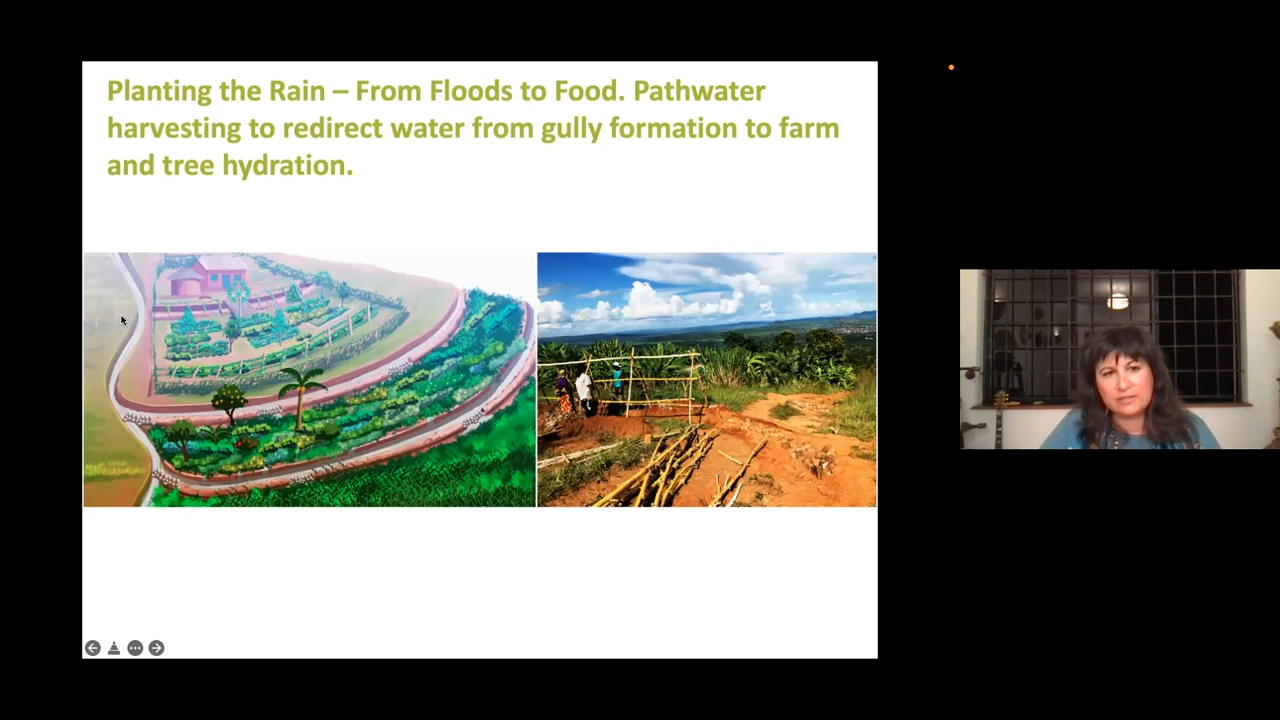 Planting the Rain – From Floods to Food. Pathwater
harvesting to redirect water from gully formation to farm
and tree hydration.